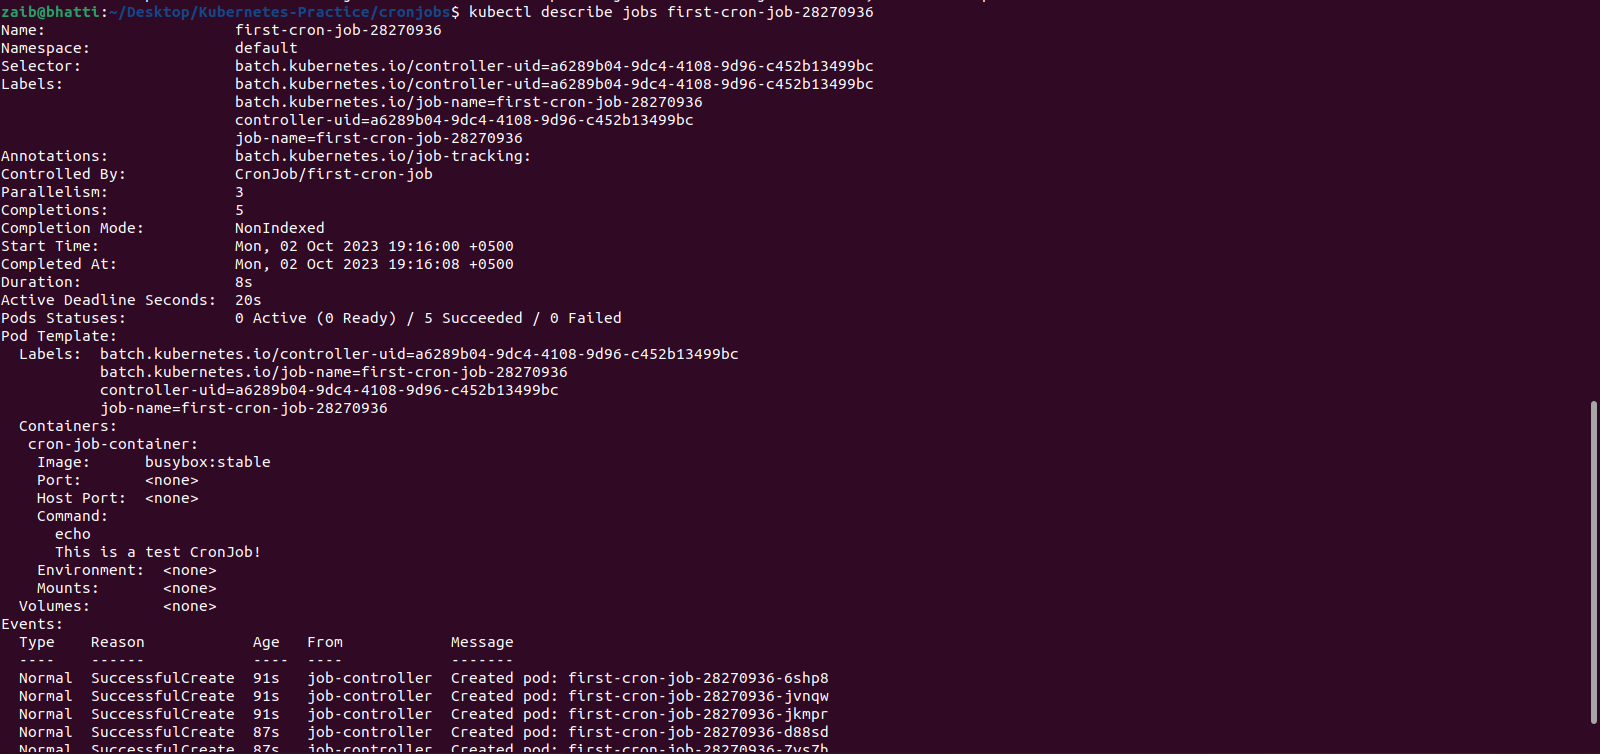 zaib@bhatti:~/Desktop/Kubernetes-Practice/cronjobs$ kubectl describe jobs first-cron-job-28270936
Name:                     first-cron-job-28270936
Namespace:                default
Selector:                 batch.kubernetes.io/controller-uid=a6289b04-9dc4-4108-9d96-c452b13499bc
Labels:                   batch.kubernetes.io/controller-uid=a6289b04-9dc4-4108-9d96-c452b13499bc
                          batch.kubernetes.io/job-name=first-cron-job-28270936
                          controller-uid=a6289b04-9dc4-4108-9d96-c452b13499bc
                          job-name=first-cron-job-28270936
Annotations:              batch.kubernetes.io/job-tracking:
Controlled By:            CronJob/first-cron-job
Parallelism:              3
Completions:              5
Completion Mode:          NonIndexed
Start Time:               Mon, 02 Oct 2023 19:16:00 +0500
Completed At:             Mon, 02 Oct 2023 19:16:08 +0500
Duration:                 8s
Active Deadline Seconds:  20s
Pods Statuses:            0 Active (0 Ready) / 5 Succeeded / 0 Failed
Pod Template:
  Labels:  batch.kubernetes.io/controller-uid=a6289b04-9dc4-4108-9d96-c452b13499bc
           batch.kubernetes.io/job-name=first-cron-job-28270936
           controller-uid=a6289b04-9dc4-4108-9d96-c452b13499bc
           job-name=first-cron-job-28270936
  Containers:
   cron-job-container:
    Image:      busybox:stable
    Port:       <none>
    Host Port:  <none>
    Command:
      echo
      This is a test CronJob!
    Environment:  <none>
    Mounts:       <none>
  Volumes:        <none>
Events:
  Type    Reason            Age   From            Message
  ----    ------            ----  ----            -------
  Normal  SuccessfulCreate  91s   job-controller  Created pod: first-cron-job-28270936-6shp8
  Normal  SuccessfulCreate  91s   job-controller  Created pod: first-cron-job-28270936-jvnqw
  Normal  SuccessfulCreate  91s   job-controller  Created pod: first-cron-job-28270936-jkmpr
  Normal  SuccessfulCreate  87s   job-controller  Created pod: first-cron-job-28270936-d88sd
  Normal  SuccessfulCreate  87s   job-controller  Created pod: